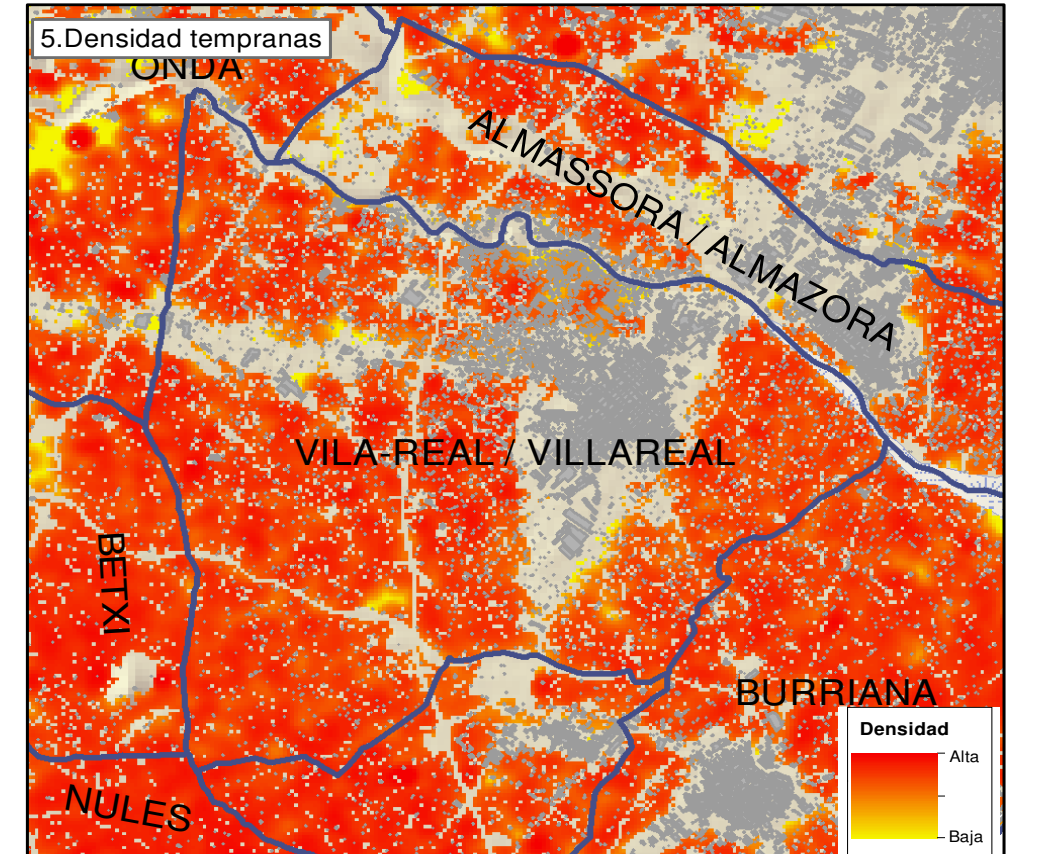 5.Densidad tempranas
ONDA
ALMASSORA / ALMAZORA
VILA-REAL / VILLAREAL
BETXI
BURRIANA
NULES
Densidad
Alta
Baja